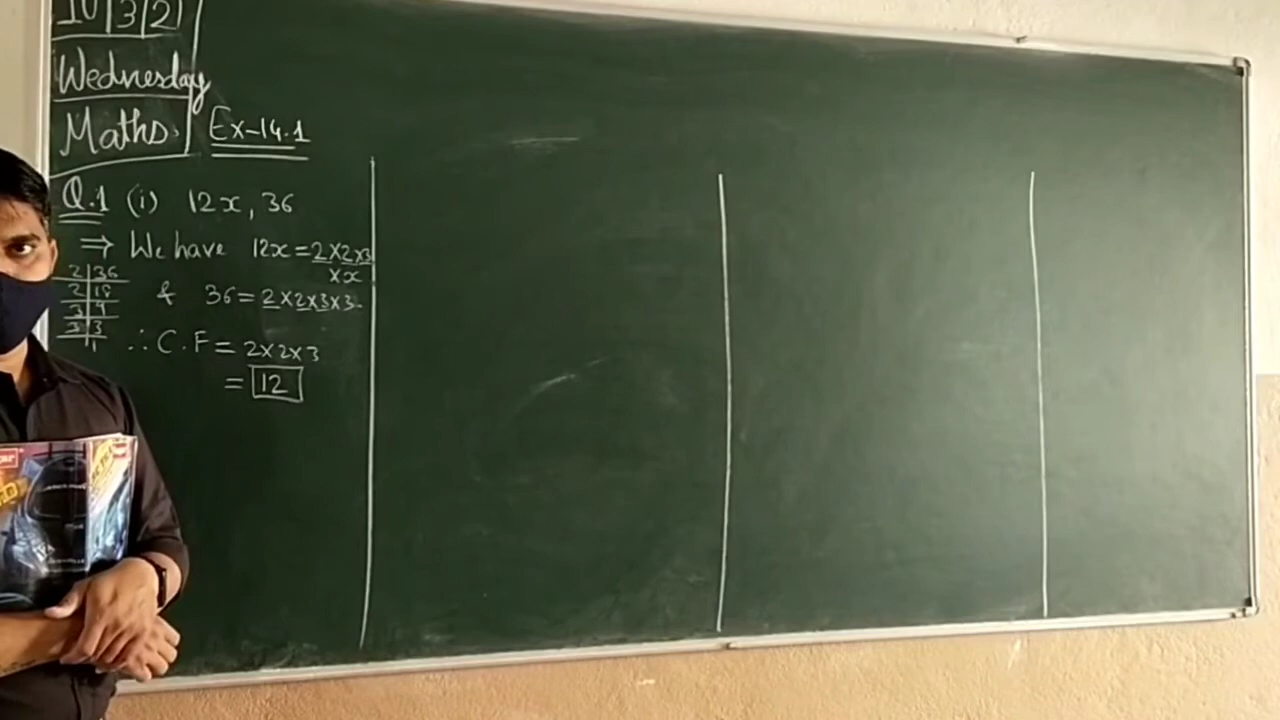 10|3|21
Wednesday
Maths. Ex-14.1
Q.1 (i) 12x, 36
⇒ We have 12x = 2×2×3
×x
2|36
2|18
3|9
3|3
1
& 36 = 2×2×3×3.
∴ C.F = 2×2×3
= 12